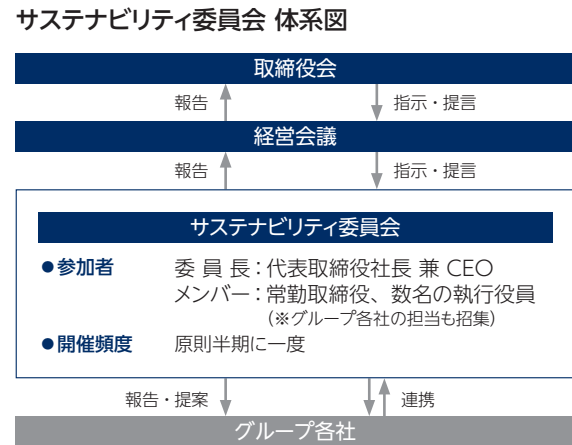 サステナビリティ委員会 体系図
取締役会
報告 指示・提言
経営会議
報告 指示・提言
サステナビリティ委員会
●参加者 委員長：代表取締役社長 兼 CEO
メンバー：常勤取締役、数名の執行役員
（※グループ各社の担当も招集）
●開催頻度 原則半期に一度
報告・提案 連携
グループ各社